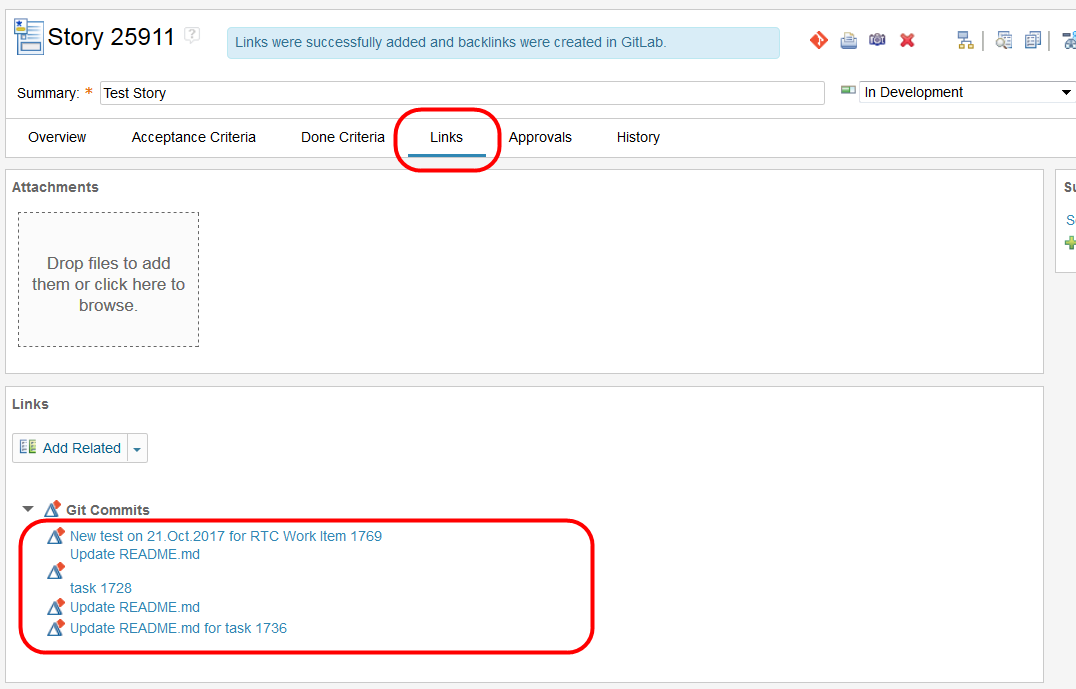 Story 25911 ?
Links were successfully added and backlinks were created in GitLab.
Summary: * Test Story
In Development
Overview Acceptance Criteria Done Criteria Links Approvals History
Attachments
Drop files to add
them or click here to
browse.
Su
S
Links
Add Related
Git Commits
New test on 21.Oct.2017 for RTC Work Item 1769
Update README.md
task 1728
Update README.md
Update README.md for task 1736